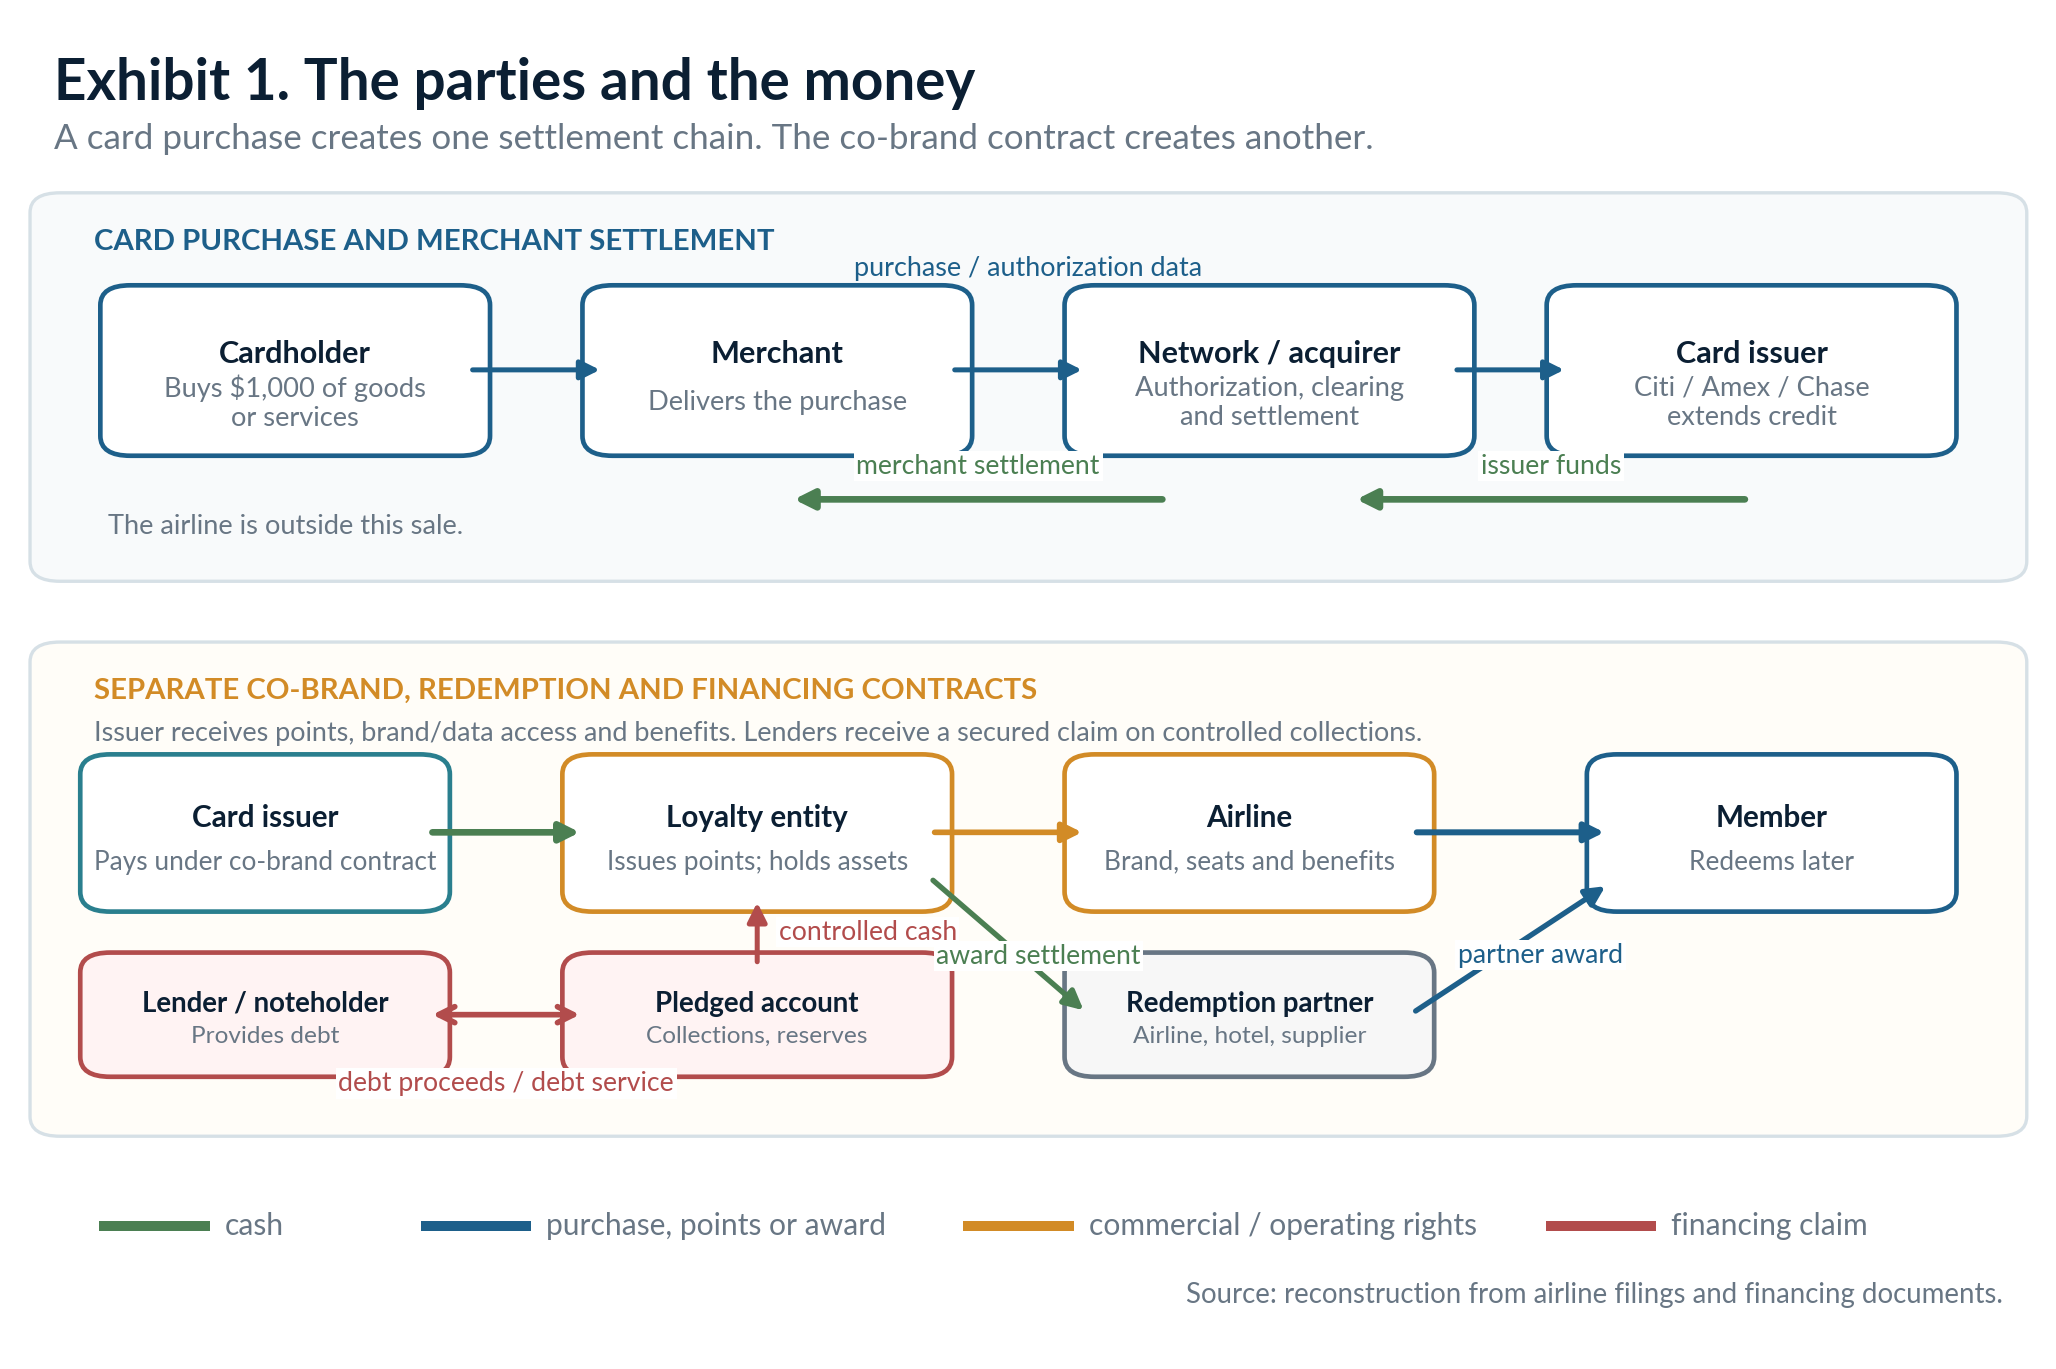 Exhibit 1. The parties and the money
A card purchase creates one settlement chain. The co-brand contract creates another.
CARD PURCHASE AND MERCHANT SETTLEMENT
purchase / authorization data
Cardholder
Buys $1,000 of goods
or services
Merchant
Delivers the purchase
Network / acquirer
Authorization, clearing
and settlement
Card issuer
Citi / Amex / Chase
extends credit
merchant settlement
issuer funds
The airline is outside this sale.
SEPARATE CO-BRAND, REDEMPTION AND FINANCING CONTRACTS
Issuer receives points, brand/data access and benefits. Lenders receive a secured claim on controlled collections.
Card issuer
Pays under co-brand contract
Loyalty entity
Issues points; holds assets
Airline
Brand, seats and benefits
Member
Redeems later
controlled cash
award settlement
partner award
Lender / noteholder
Provides debt
Pledged account
Collections, reserves
Redemption partner
Airline, hotel, supplier
debt proceeds / debt service
cash
purchase, points or award
commercial / operating rights
financing claim
Source: reconstruction from airline filings and financing documents.